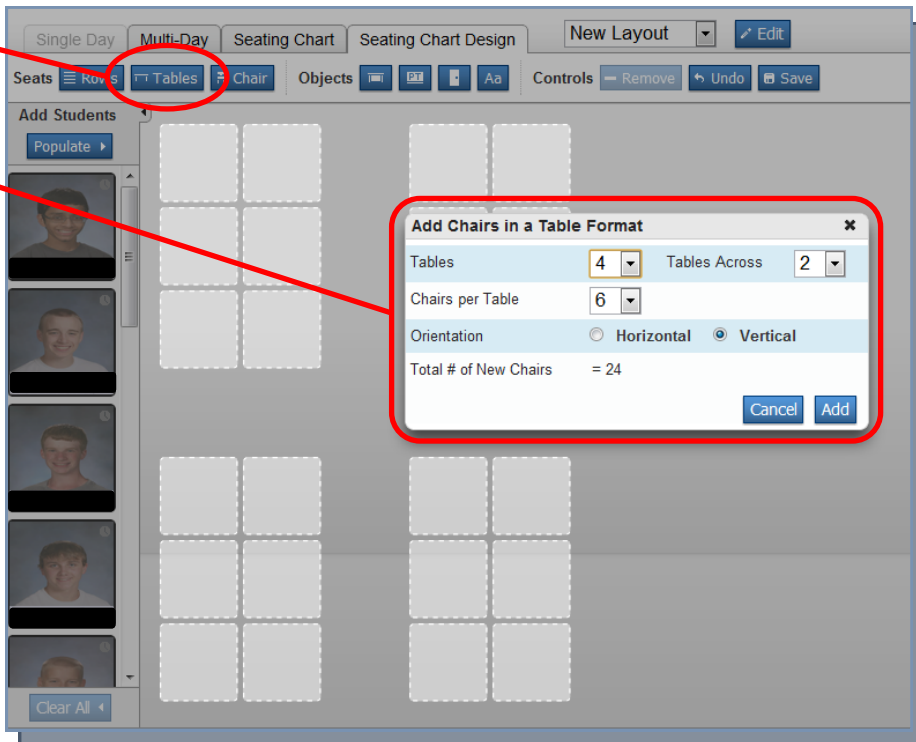 Single Day Multi-Day Seating Chart Seating Chart Design New Layout Edit
Seats Rows Tables Chair Objects PT Aa Controls Remove Undo Save
Add Students
Populate
Add Chairs in a Table Format
Tables 4 Tables Across 2
Chairs per Table 6
Orientation Horizontal Vertical
Total # of New Chairs = 24
Cancel Add
Clear All